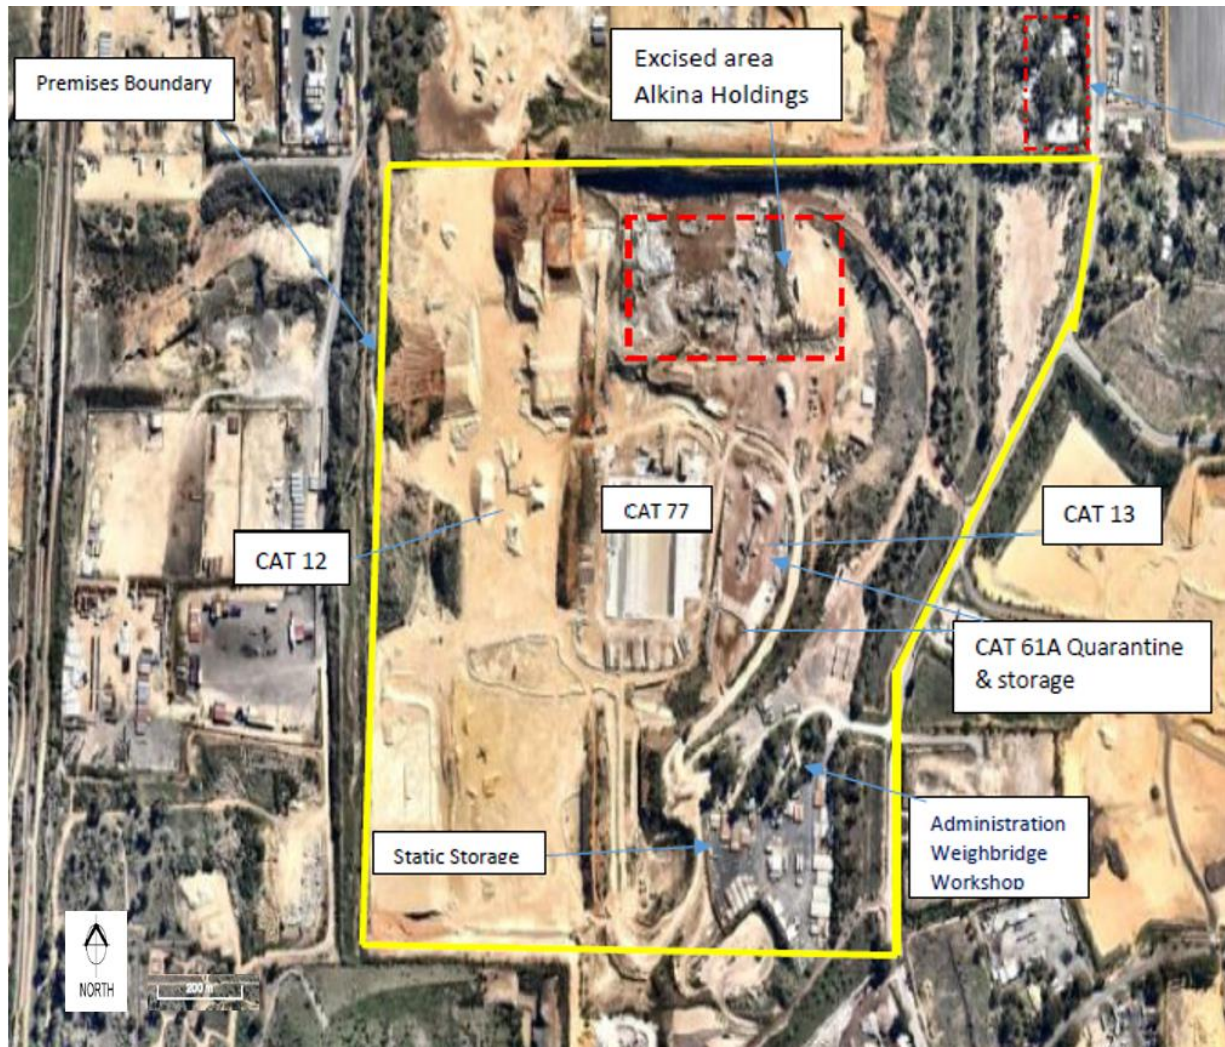 Premises Boundary
Excised area
Alkina Holdings
CAT 77
CAT 13
CAT 12
CAT 61A Quarantine
& storage
Administration
Weighbridge
Workshop
Static Storage
NORTH
200 m